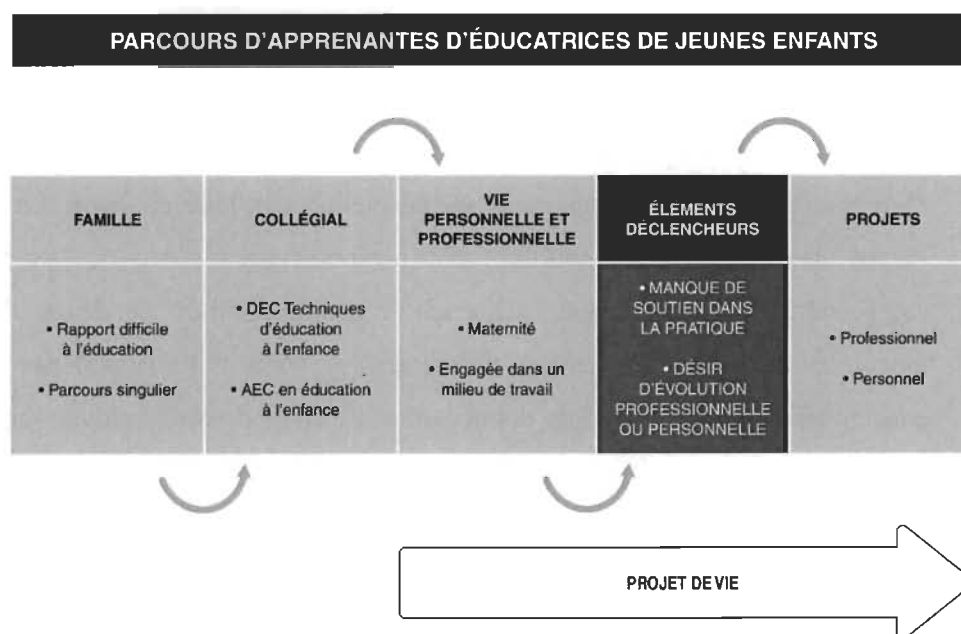 PARCOURS D'APPRENANTES D'ÉDUCATRICES DE JEUNES ENFANTS
FAMILLE
COLLÉGIAL
VIE
PERSONNELLE ET
PROFESSIONNELLE
ÉLEMENTS
DÉCLENCHEURS
PROJETS
• Rapport difficile
à l'éducation
• Parcours singulier
• DEC Techniques
d'éducation
à l'enfance
• AEC en éducation
à l'enfance
• Maternité
• Engagée dans un
milieu de travail
• MANQUE DE
SOUTIEN DANS
LA PRATIQUE
• DÉSIR
D'ÉVOLUTION
PROFESSIONNELLE
OU PERSONNELLE
• Professionnel
• Personnel
PROJET DE VIE